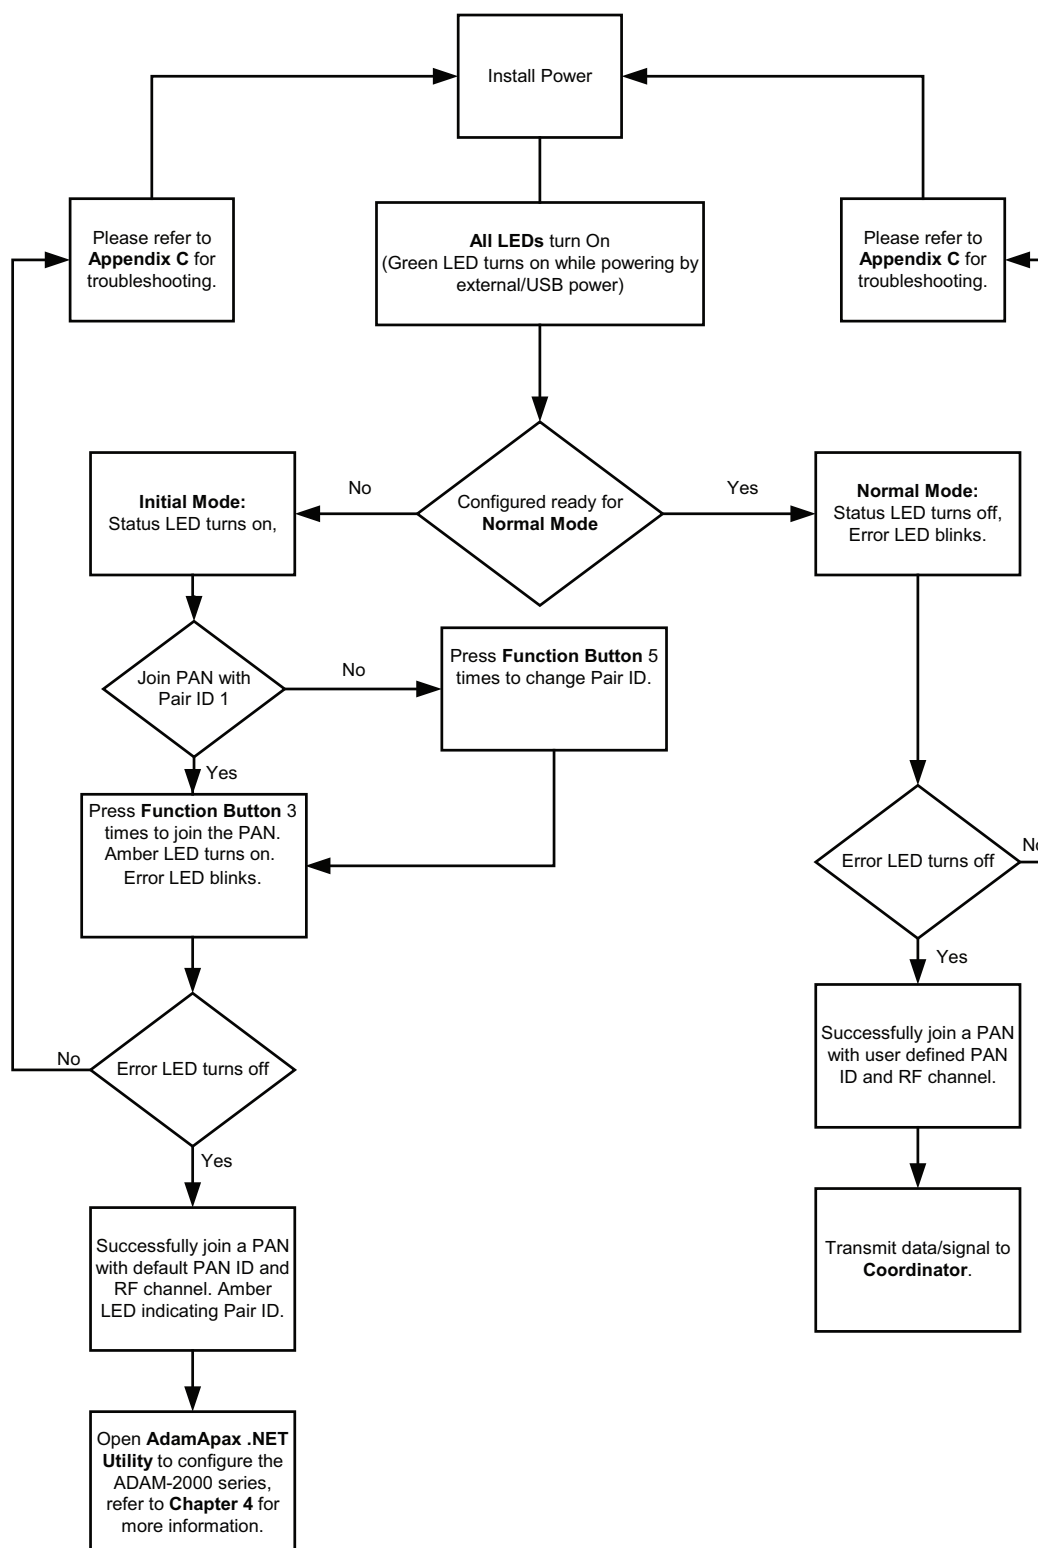 Install Power
Please refer to
Appendix C for
troubleshooting.
All LEDs turn On
(Green LED turns on while powering by
external/USB power)
Please refer to
Appendix C for
troubleshooting.
Initial Mode:
Status LED turns on,
No
Configured ready for
Normal Mode
Yes
Normal Mode:
Status LED turns off,
Error LED blinks.
Join PAN with
Pair ID 1
No
Press Function Button 5
times to change Pair ID.
Yes
Press Function Button 3
times to join the PAN.
Amber LED turns on.
Error LED blinks.
Error LED turns off
No
Yes
No
Error LED turns off
Successfully join a PAN
with user defined PAN
ID and RF channel.
Yes
Successfully join a PAN
with default PAN ID and
RF channel. Amber
LED indicating Pair ID.
Transmit data/signal to
Coordinator.
Open AdamApax .NET
Utility to configure the
ADAM-2000 series,
refer to Chapter 4 for
more information.